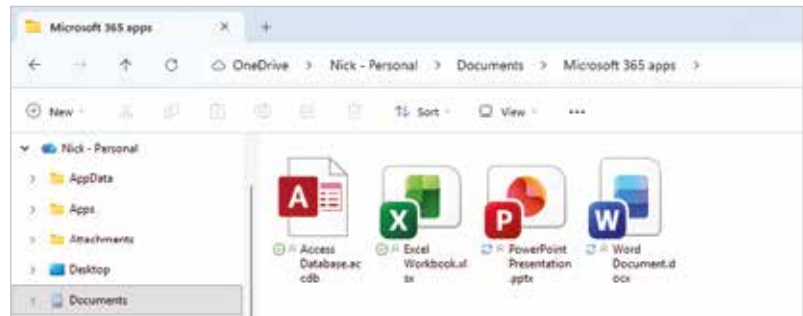 Microsoft 365 apps
OneDrive > Nick - Personal > Documents > Microsoft 365 apps >
New Sort View
Nick - Personal
AppData
Apps
Attachments
Desktop
Documents
A X P W
Access Excel PowerPoint Word
Database.ac Workbook.xl Presentation Document.d
cdb sx .pptx ocx